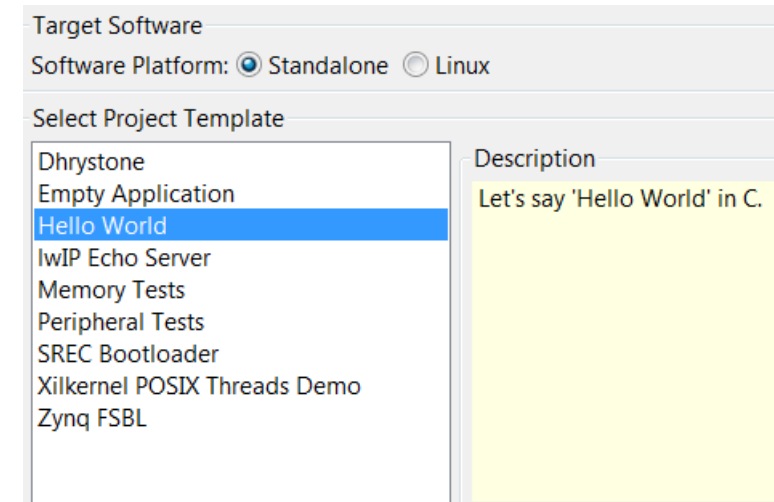 Target Software
Software Platform: Standalone Linux
Select Project Template
Dhrystone
Empty Application
Hello World
lwIP Echo Server
Memory Tests
Peripheral Tests
SREC Bootloader
Xilkernel POSIX Threads Demo
Zynq FSBL
Description
Let's say 'Hello World' in C.